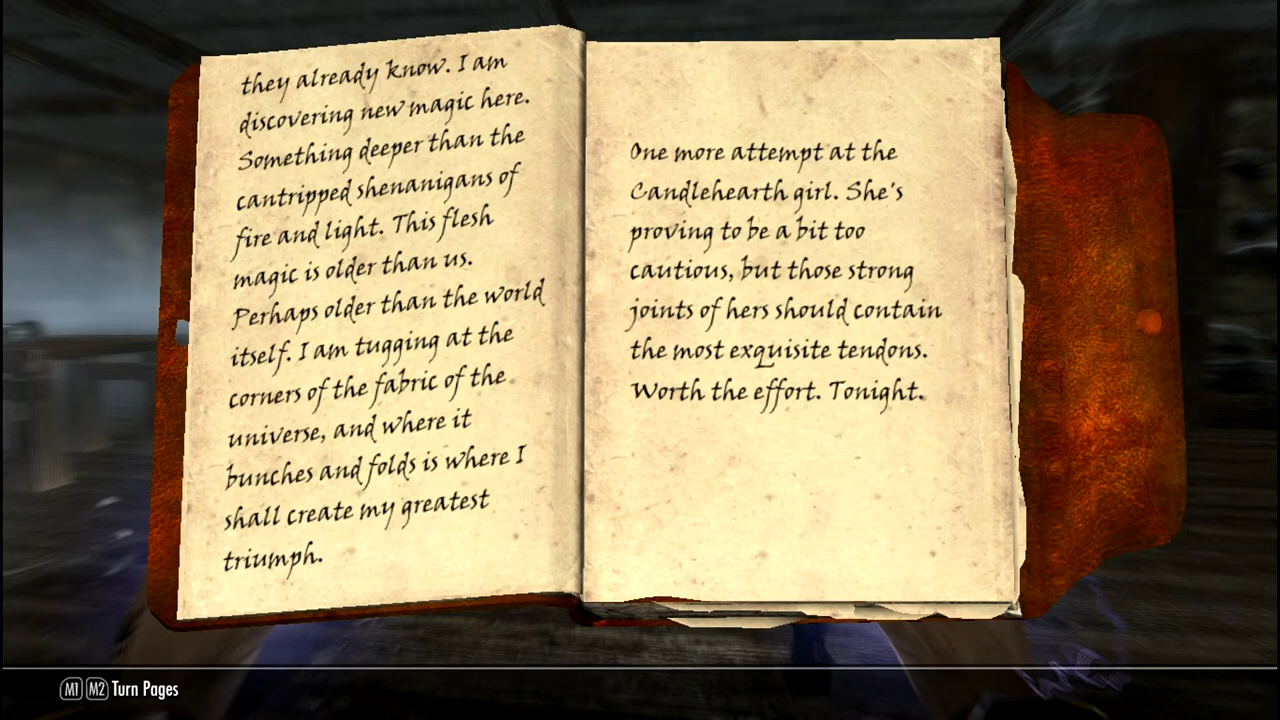 they already know. I am
discovering new magic here.
Something deeper than the
cantripped shenanigans of
fire and light. This flesh
magic is older than us.
Perhaps older than the world
itself. I am tugging at the
corners of the fabric of the
universe, and where it
bunches and folds is where I
shall create my greatest
triumph.
One more attempt at the
Candlehearth girl. She's
proving to be a bit too
cautious, but those strong
joints of hers should contain
the most exquisite tendons.
Worth the effort. Tonight.
M1 M2 Turn Pages